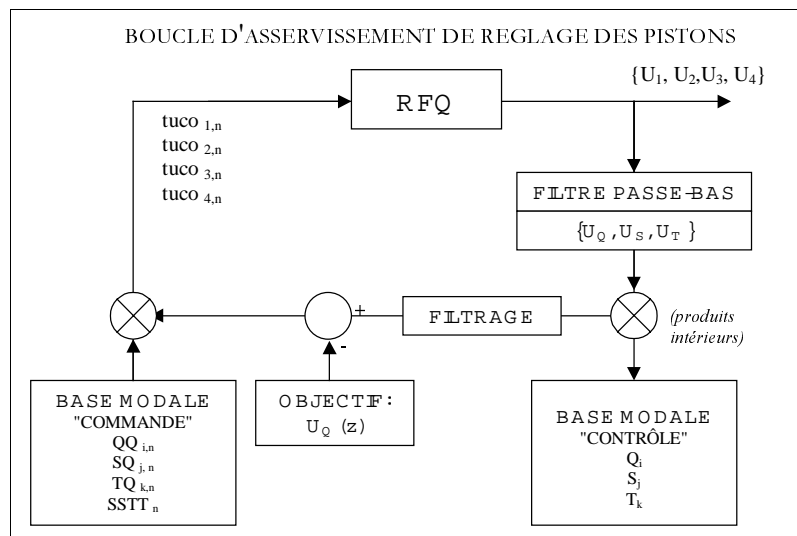 BOUCLE D'ASSERVISSEMENT DE REGLAGE DES PISTONS
{U1, U2,U3, U4}
RFQ
tuco 1,n
tuco 2,n
tuco 3,n
tuco 4,n
FILTRE PASSE-BAS
{UQ,US,UT}
+
FILTRAGE
(produits
intérieurs)
-
BASE MODALE
"COMMANDE"
QQ i,n
SQ j, n
TQ k,n
SSTT n
OBJECTIF:
UQ (z)
BASE MODALE
"CONTRÔLE"
Qi
Sj
Tk